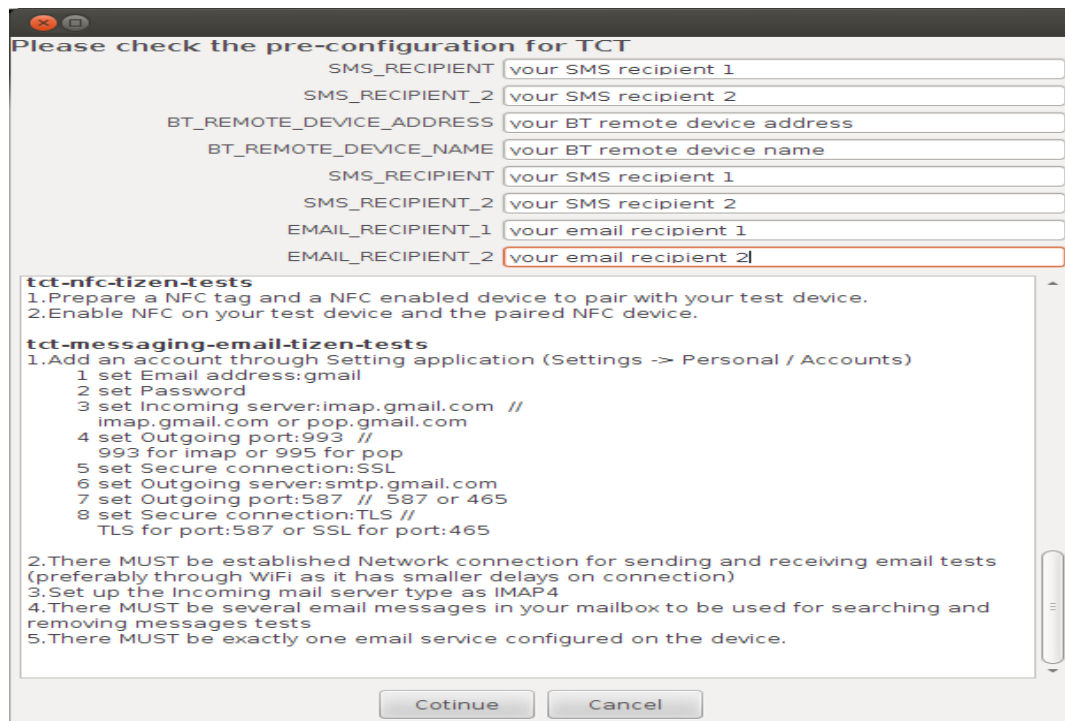 Please check the pre-configuration for TCT
SMS_RECIPIENT your SMS recipient 1
SMS_RECIPIENT_2 your SMS recipient 2
BT_REMOTE_DEVICE_ADDRESS your BT remote device address
BT_REMOTE_DEVICE_NAME your BT remote device name
SMS_RECIPIENT your SMS recipient 1
SMS_RECIPIENT_2 your SMS recipient 2
EMAIL_RECIPIENT_1 your email recipient 1
EMAIL_RECIPIENT_2 your email recipient 2
tct-nfc-tizen-tests
1.Prepare a NFC tag and a NFC enabled device to pair with your test device.
2.Enable NFC on your test device and the paired NFC device.
tct-messaging-email-tizen-tests
1.Add an account through Setting application (Settings -> Personal / Accounts)
1 set Email address:gmail
2 set Password
3 set Incoming server:imap.gmail.com //
imap.gmail.com or pop.gmail.com
4 set Outgoing port:993 //
993 for imap or 995 for pop
5 set Secure connection:SSL
6 set Outgoing server:smtp.gmail.com
7 set Outgoing port:587 // 587 or 465
8 set Secure connection:TLS //
TLS for port:587 or SSL for port:465
2.There MUST be established Network connection for sending and receiving email tests
(preferably through WiFi as it has smaller delays on connection)
3.Set up the Incoming mail server type as IMAP4
4.There MUST be several email messages in your mailbox to be used for searching and
removing messages tests
5.There MUST be exactly one email service configured on the device.
Cotinue Cancel